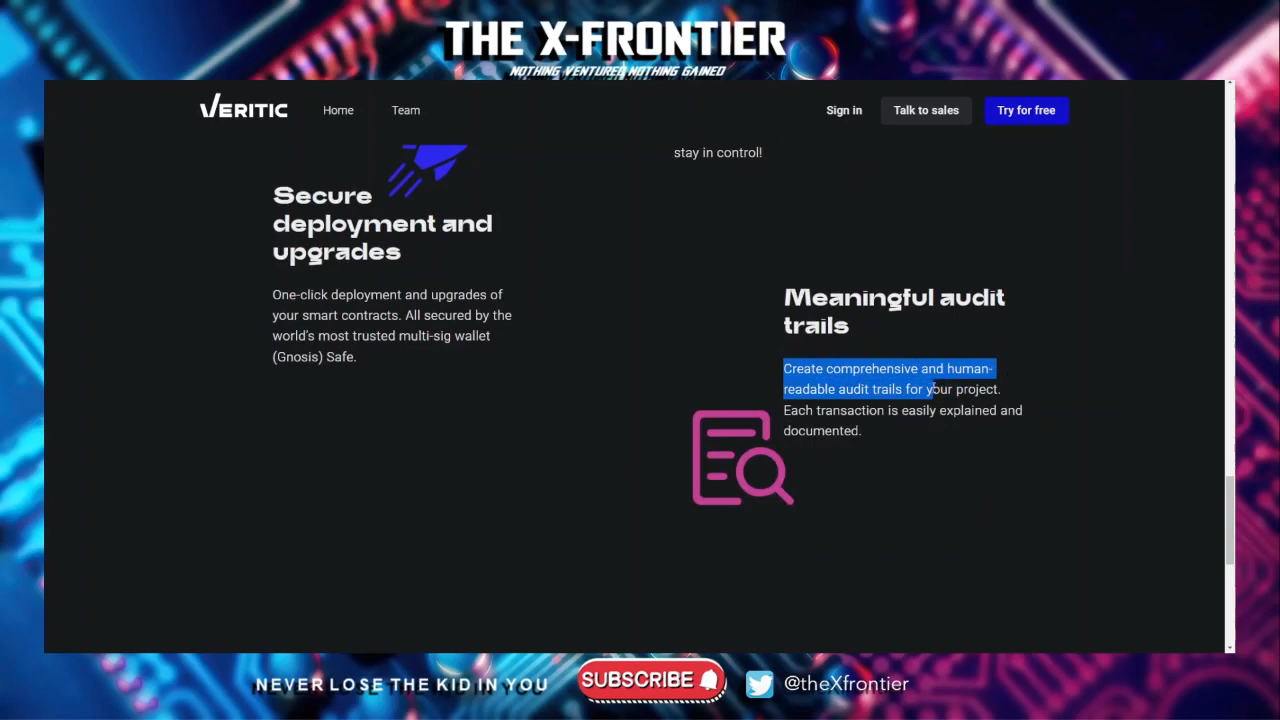 THE X-FRONTIER
NOTHING VENTURED NOTHING GAINED
VERITIC
Home
Team
Sign in
Talk to sales
Try for free
stay in control!
Secure
deployment and
upgrades
One-click deployment and upgrades of
your smart contracts. All secured by the
world's most trusted multi-sig wallet
(Gnosis) Safe.
Meaningful audit
trails
Create comprehensive and human-
readable audit trails for your project.
Each transaction is easily explained and
documented.
NEVER LOSE THE KID IN YOU
SUBSCRIBE
@theXfrontier